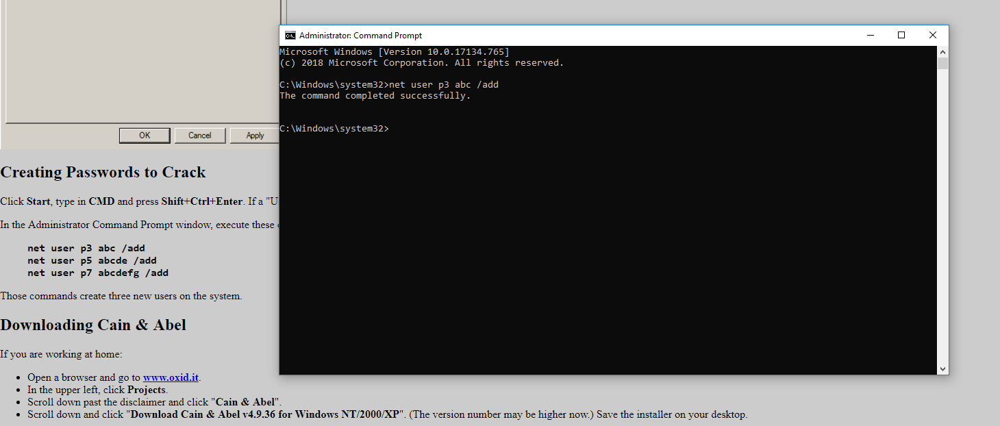 OK
Cancel
Apply
Creating Passwords to Crack
Click Start, type in CMD and press Shift+Ctrl+Enter. If a "U
In the Administrator Command Prompt window, execute these
net user p3 abc /add
net user p5 abcde /add
net user p7 abcdefg /add
Those commands create three new users on the system.
Downloading Cain & Abel
If you are working at home:
• Open a browser and go to www.oxid.it.
• In the upper left, click Projects.
• Scroll down past the disclaimer and click "Cain & Abel".
• Scroll down and click "Download Cain & Abel v4.9.36 for Windows NT/2000/XP". (The version number may be higher now.) Save the installer on your desktop.
Administrator: Command Prompt
Microsoft Windows [Version 10.0.17134.765]
(c) 2018 Microsoft Corporation. All rights reserved.
C:\Windows\system32>net user p3 abc /add
The command completed successfully.
C:\Windows\system32>